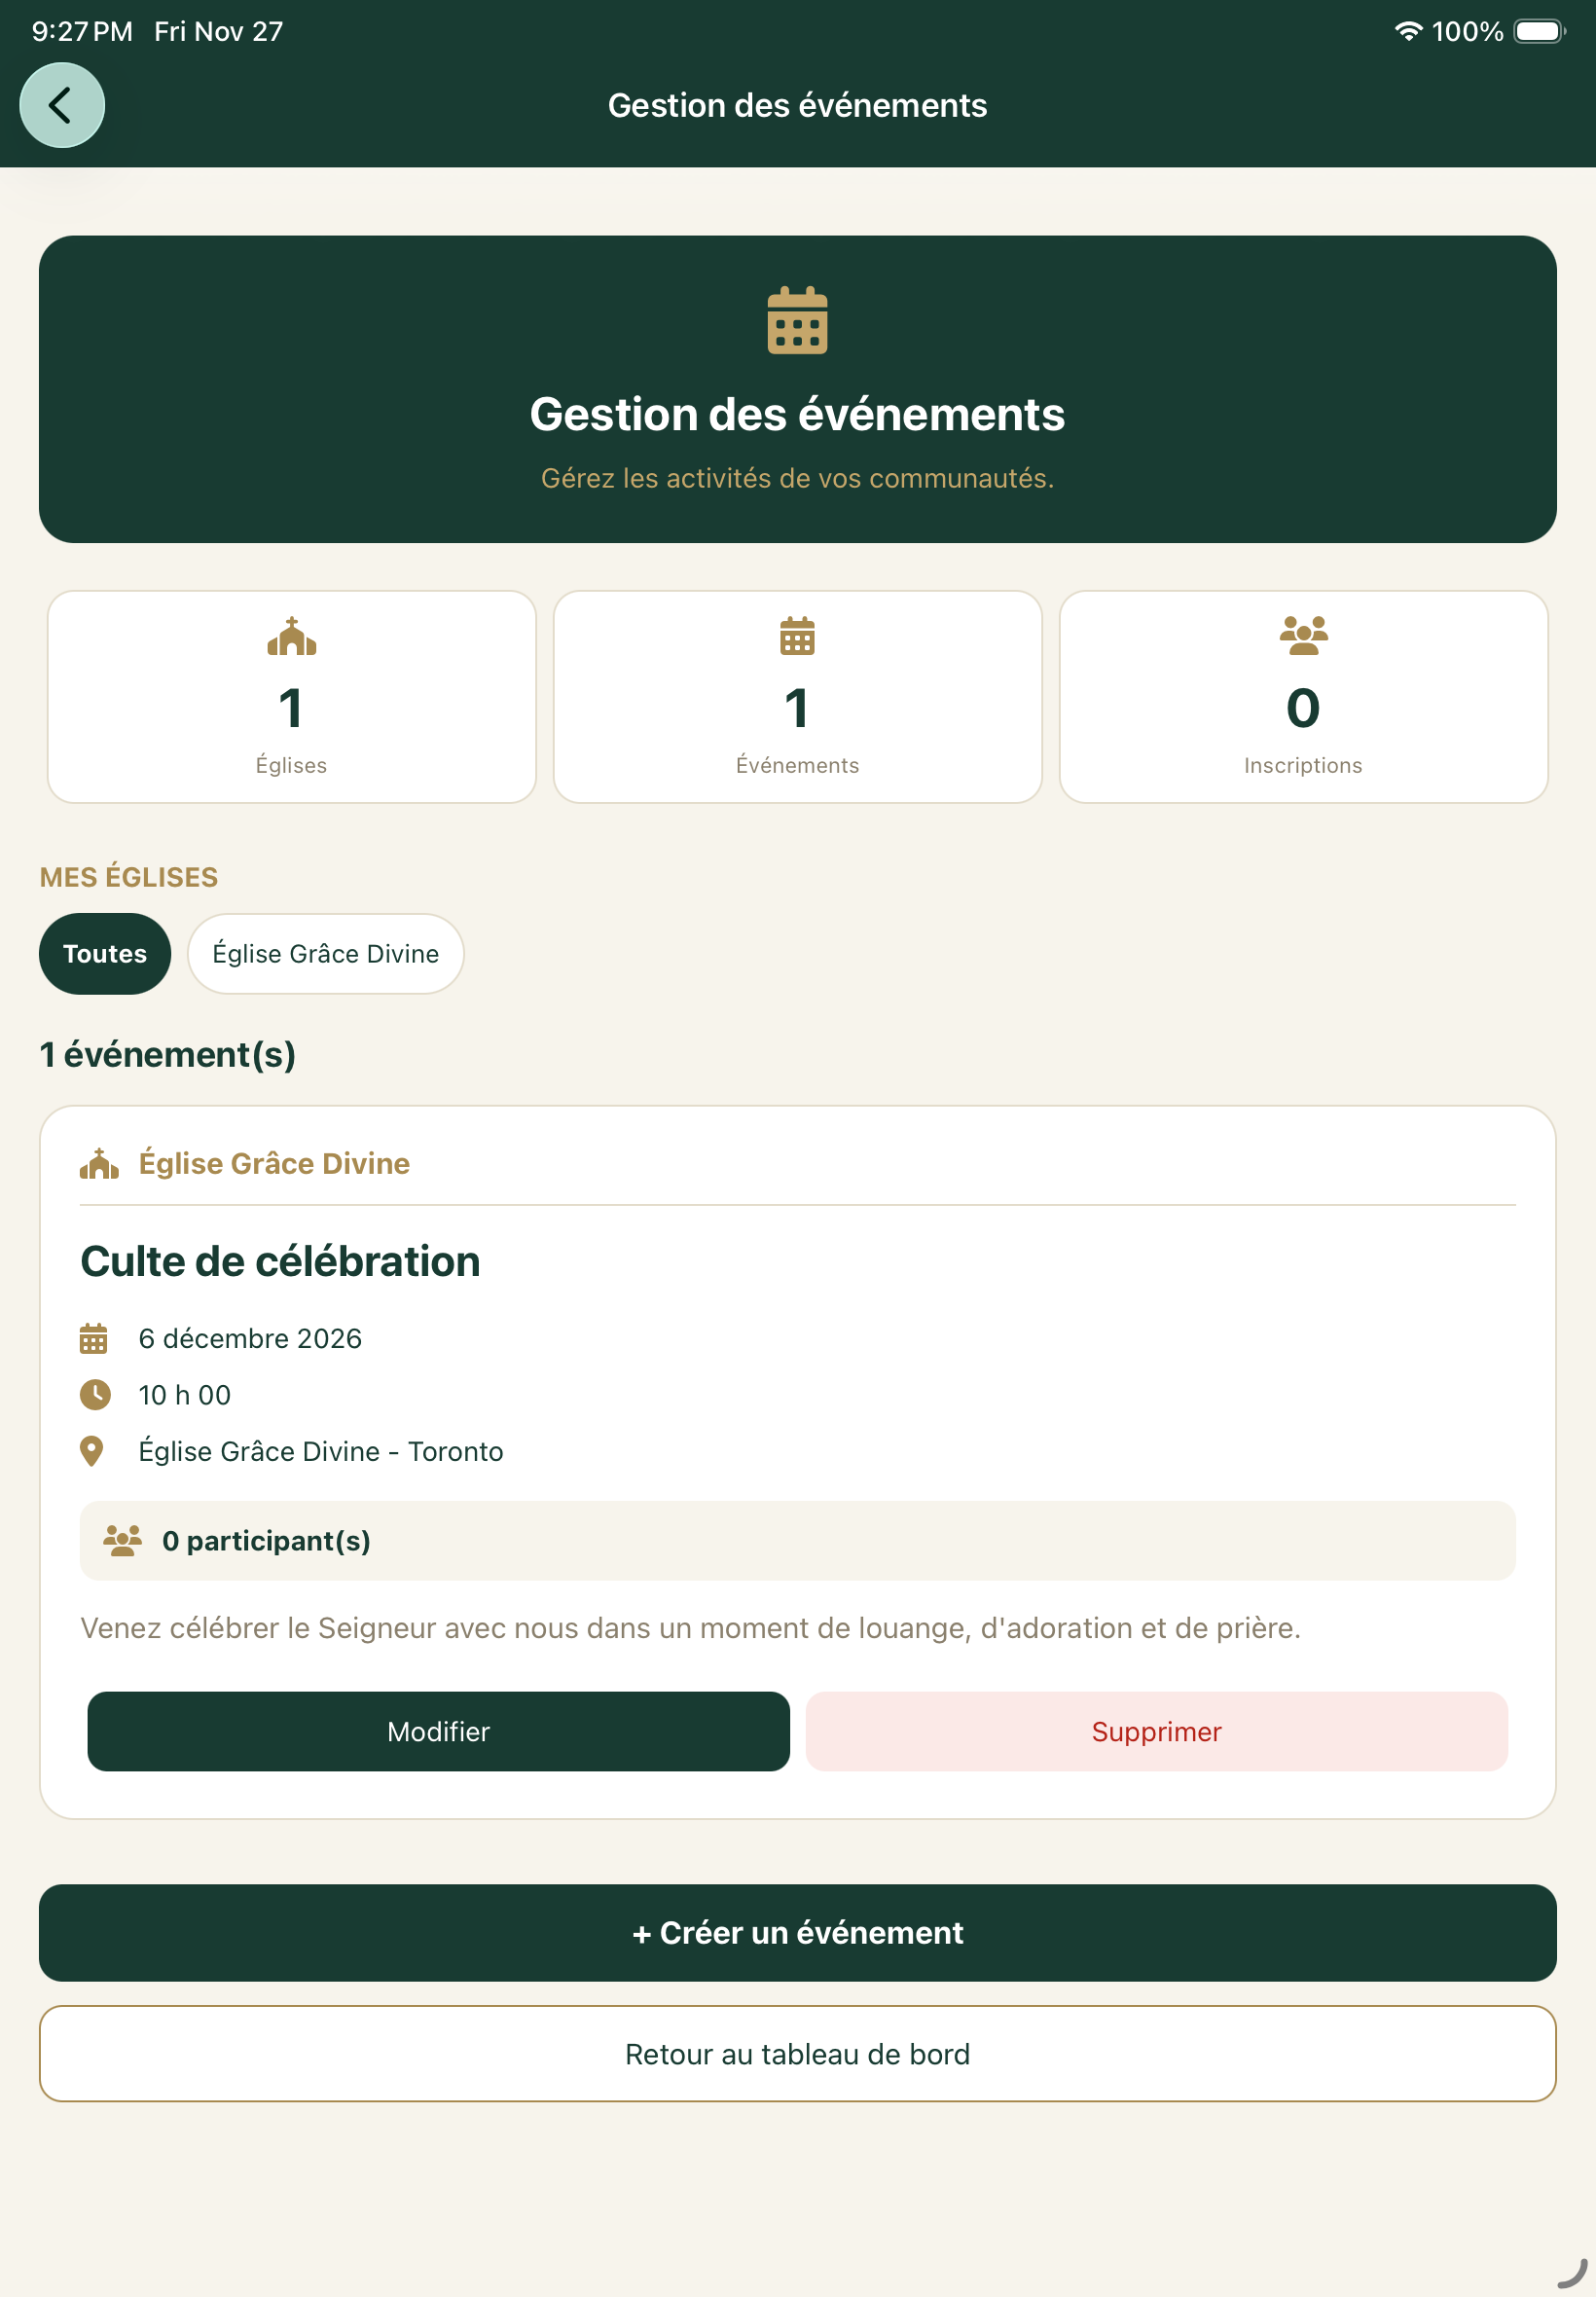 9:27 PM Fri Nov 27 100%
Gestion des événements
Gestion des événements
Gérez les activités de vos communautés.
1 1 0
Églises Événements Inscriptions
MES ÉGLISES
Toutes Église Grâce Divine
1 événement(s)
Église Grâce Divine
Culte de célébration
6 décembre 2026
10 h 00
Église Grâce Divine - Toronto
0 participant(s)
Venez célébrer le Seigneur avec nous dans un moment de louange, d'adoration et de prière.
Modifier Supprimer
+ Créer un événement
Retour au tableau de bord